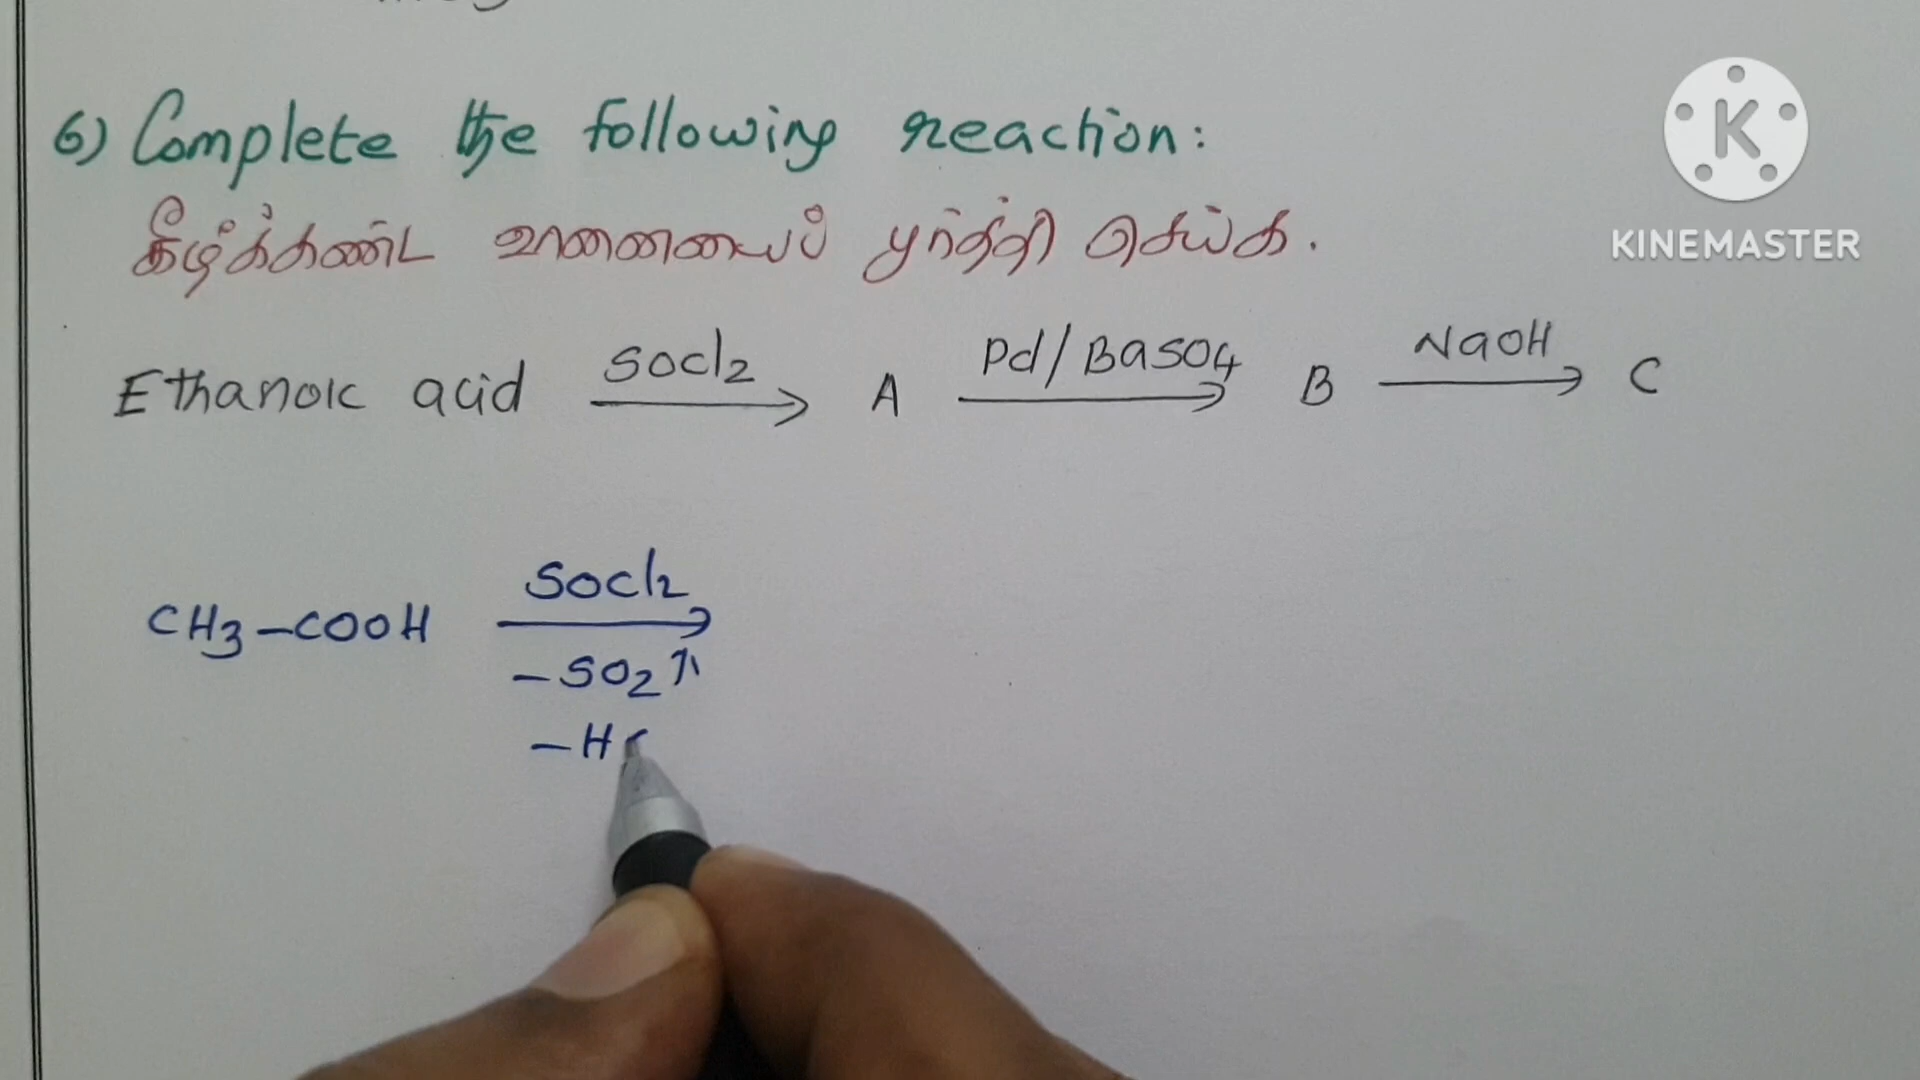 6) Complete the following reaction:
கீழ்க்கண்ட வினையைப் பூர்த்தி செய்க.
Ethanoic acid SOCl2 → A Pd/BaSO4 → B NaOH → C
CH3-COOH SOCl2 →
-SO2↑
-H
K
KINEMASTER